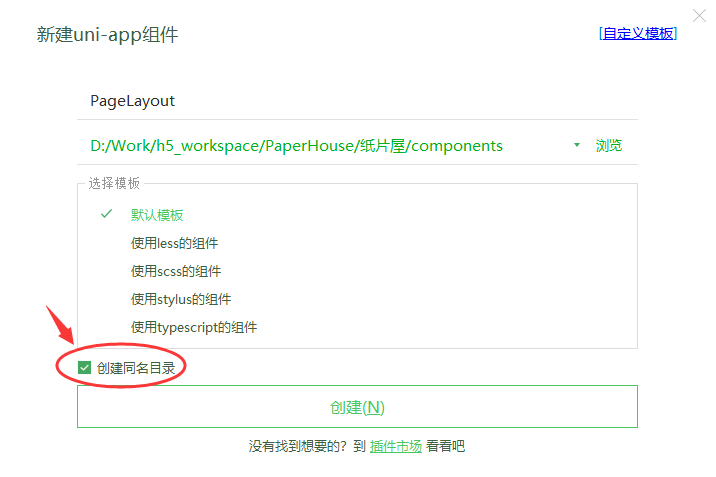 新建uni-app组件
[自定义模板]
PageLayout
D:/Work/h5_workspace/PaperHouse/纸片屋/components
浏览
选择模板
默认模板
使用less的组件
使用scss的组件
使用stylus的组件
使用typescript的组件
创建同名目录
创建(N)
没有找到想要的？到 插件市场 看看吧